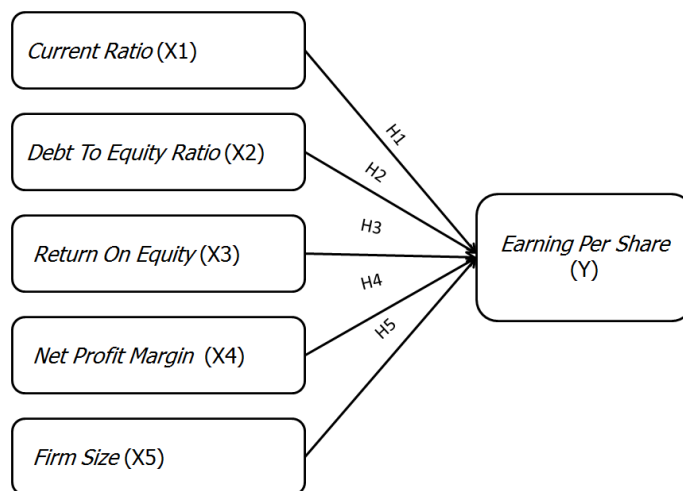 Current Ratio (X1)
H1
Debt To Equity Ratio (X2)
H2
Return On Equity (X3)
H3
Earning Per Share
(Y)
H4
Net Profit Margin (X4)
H5
Firm Size (X5)